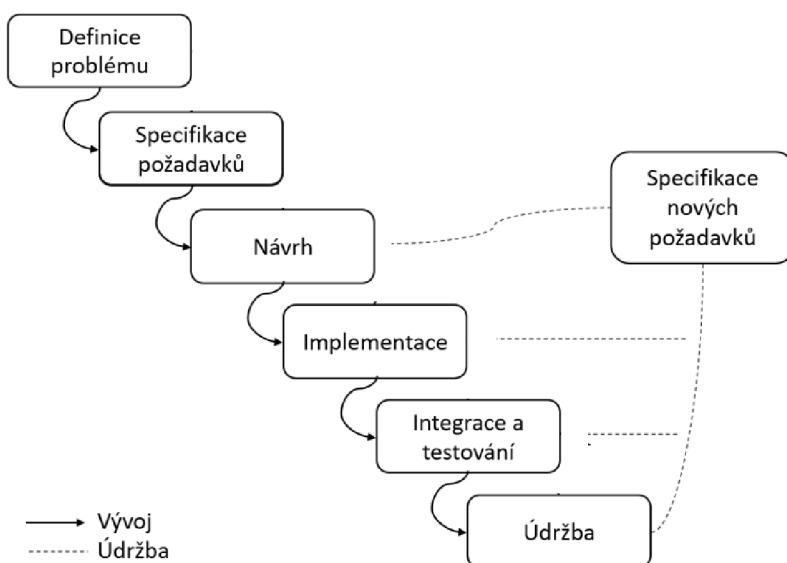 Definice
problému
Specifikace
požadavků
Návrh
Implementace
Integrace a
testování
Údržba
Specifikace
nových
požadavků
Vývoj
Údržba